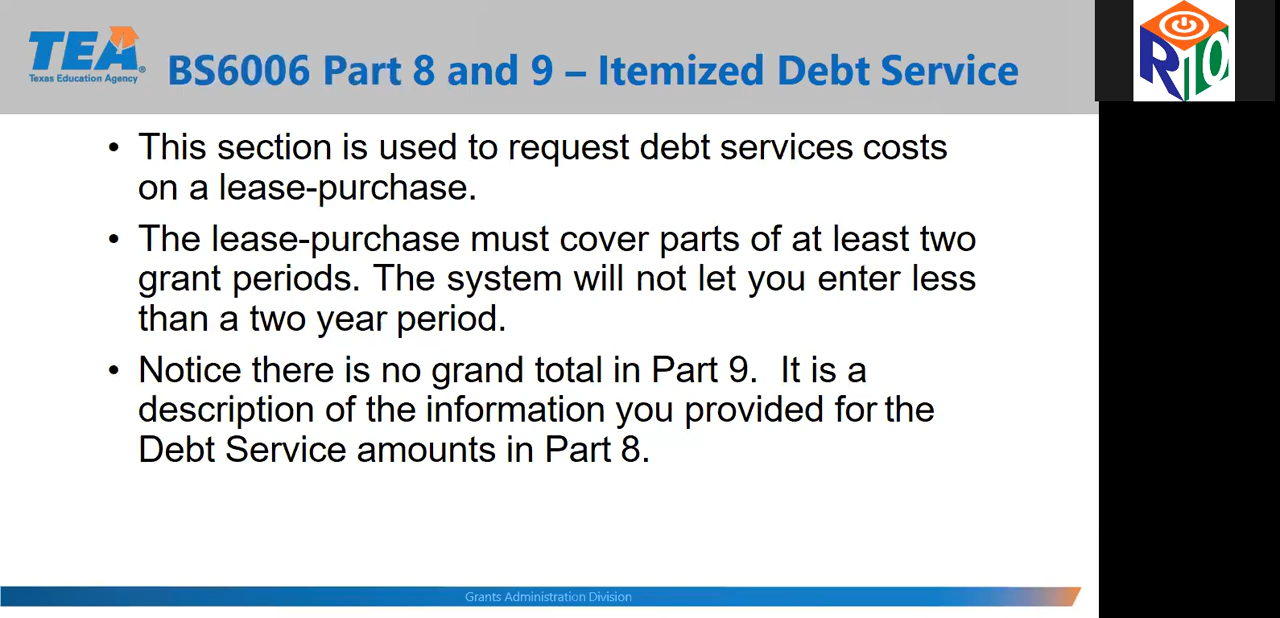 TEA
Texas Education Agency
BS6006 Part 8 and 9 – Itemized Debt Service
R10
• This section is used to request debt services costs
on a lease-purchase.
• The lease-purchase must cover parts of at least two
grant periods. The system will not let you enter less
than a two year period.
• Notice there is no grand total in Part 9. It is a
description of the information you provided for the
Debt Service amounts in Part 8.
Grants Administration Division